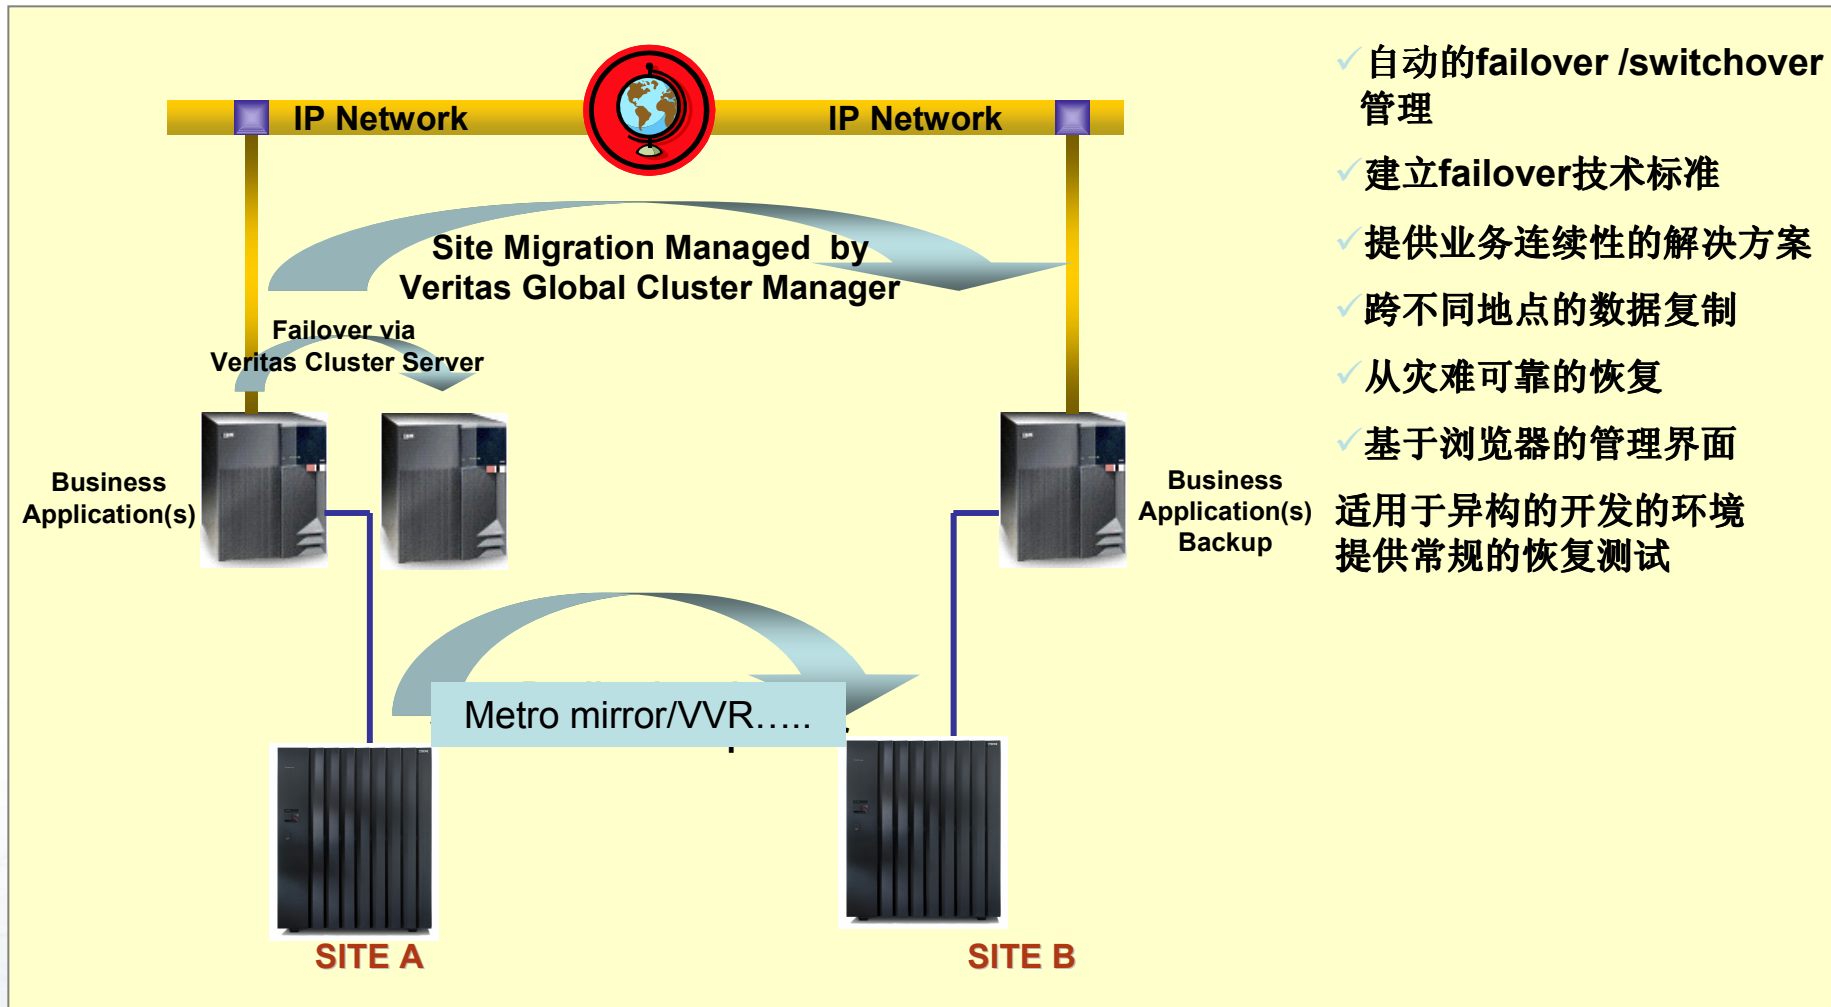 IP Network
IP Network
Site Migration Managed by
Veritas Global Cluster Manager
Failover via
Veritas Cluster Server
Business
Application(s)
Business
Application(s)
Backup
Metro mirror/VVR…..
SITE A
SITE B
自动的failover /switchover
管理
建立failover技术标准
提供业务连续性的解决方案
跨不同地点的数据复制
从灾难可靠的恢复
基于浏览器的管理界面
适用于异构的开发的环境
提供常规的恢复测试